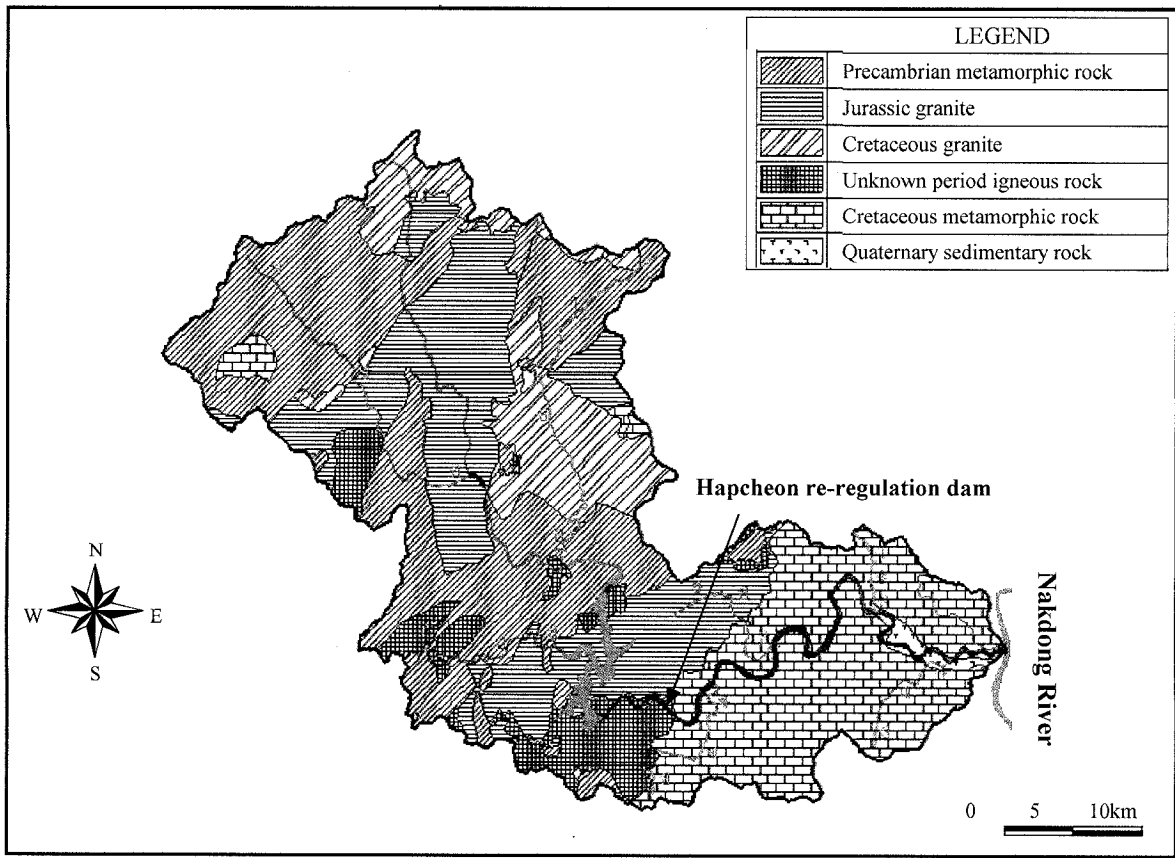 LEGEND
Precambrian metamorphic rock
Jurassic granite
Cretaceous granite
Unknown period igneous rock
Cretaceous metamorphic rock
Quaternary sedimentary rock
Hapcheon re-regulation dam
N
W E
S
Nakdong River
0 5 10km